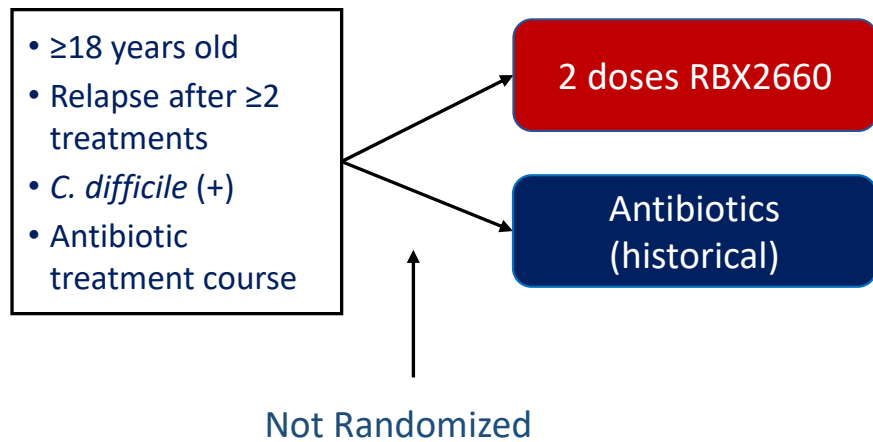 • ≥18 years old
• Relapse after ≥2
treatments
• C. difficile (+)
• Antibiotic
treatment course
2 doses RBX2660
Antibiotics
(historical)
Not Randomized